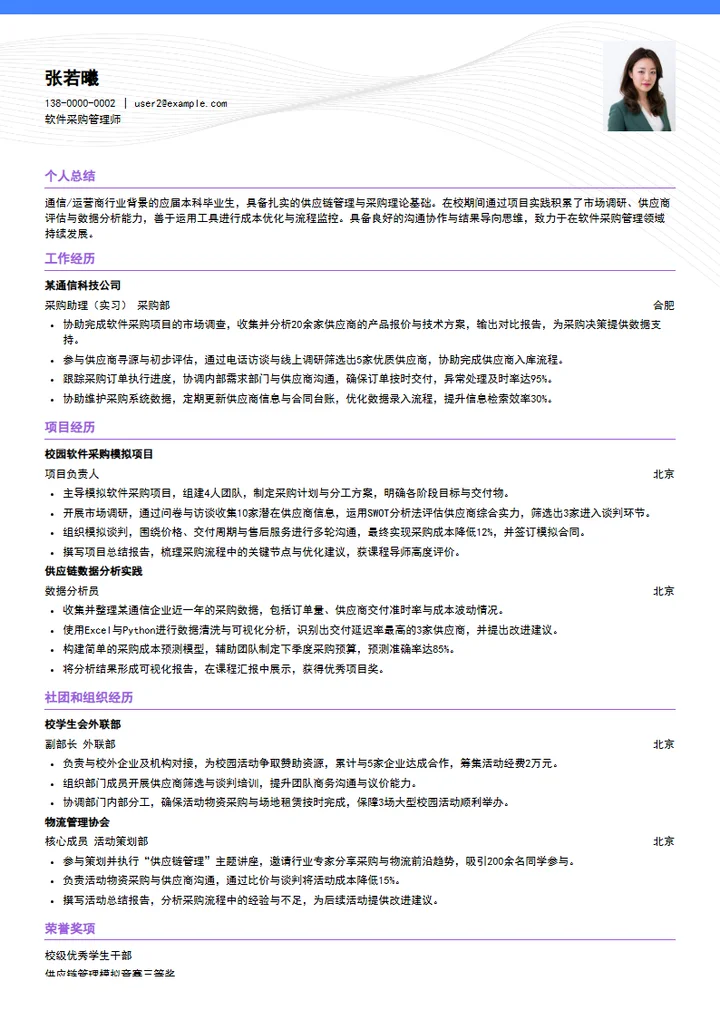 张若曦
138-0000-0002 | user2@example.com
软件采购管理师
个人总结
通信/运营商行业背景的应届本科毕业生，具备扎实的供应链管理与采购理论基础。在校期间通过项目实践积累了市场调研、供应商
评估与数据分析能力，善于运用工具进行成本优化与流程监控。具备良好的沟通协作与结果导向思维，致力于在软件采购管理领域
持续发展。
工作经历
某通信科技公司
采购助理（实习） 采购部 合肥
• 协助完成软件采购项目的市场调查，收集并分析20余家供应商的产品报价与技术方案，输出对比报告，为采购决策提供数据支
持。
• 参与供应商寻源与初步评估，通过电话访谈与线上调研筛选出5家优质供应商，协助完成供应商入库流程。
• 跟踪采购订单执行进度，协调内部需求部门与供应商沟通，确保订单按时交付，异常处理及时率达95%。
• 协助维护采购系统数据，定期更新供应商信息与合同台账，优化数据录入流程，提升信息检索效率30%。
项目经历
校园软件采购模拟项目
项目负责人 北京
• 主导模拟软件采购项目，组建4人团队，制定采购计划与分工方案，明确各阶段目标与交付物。
• 开展市场调研，通过问卷与访谈收集10家潜在供应商信息，运用SWOT分析法评估供应商综合实力，筛选出3家进入谈判环节。
• 组织模拟谈判，围绕价格、交付周期与售后服务进行多轮沟通，最终实现采购成本降低12%，并签订模拟合同。
• 撰写项目总结报告，梳理采购流程中的关键节点与优化建议，获课程导师高度评价。
供应链数据分析实践
数据分析员 北京
• 收集并整理某通信企业近一年的采购数据，包括订单量、供应商交付准时率与成本波动情况。
• 使用Excel与Python进行数据清洗与可视化分析，识别出交付延迟率最高的3家供应商，并提出改进建议。
• 构建简单的采购成本预测模型，辅助团队制定下季度采购预算，预测准确率达85%。
• 将分析结果形成可视化报告，在课程汇报中展示，获得优秀项目奖。
社团和组织经历
校学生会外联部
副部长 外联部 北京
• 负责与校外企业及机构对接，为校园活动争取赞助资源，累计与5家企业达成合作，筹集活动经费2万元。
• 组织部门成员开展供应商筛选与谈判培训，提升团队商务沟通与议价能力。
• 协调部门内部分工，确保活动物资采购与场地租赁按时完成，保障3场大型校园活动顺利举办。
物流管理协会
核心成员 活动策划部 北京
• 参与策划并执行“供应链管理”主题讲座，邀请行业专家分享采购与物流前沿趋势，吸引200余名同学参与。
• 负责活动物资采购与供应商沟通，通过比价与谈判将活动成本降低15%。
• 撰写活动总结报告，分析采购流程中的经验与不足，为后续活动提供改进建议。
荣誉奖项
校级优秀学生干部
供应链管理模拟竞赛三等奖